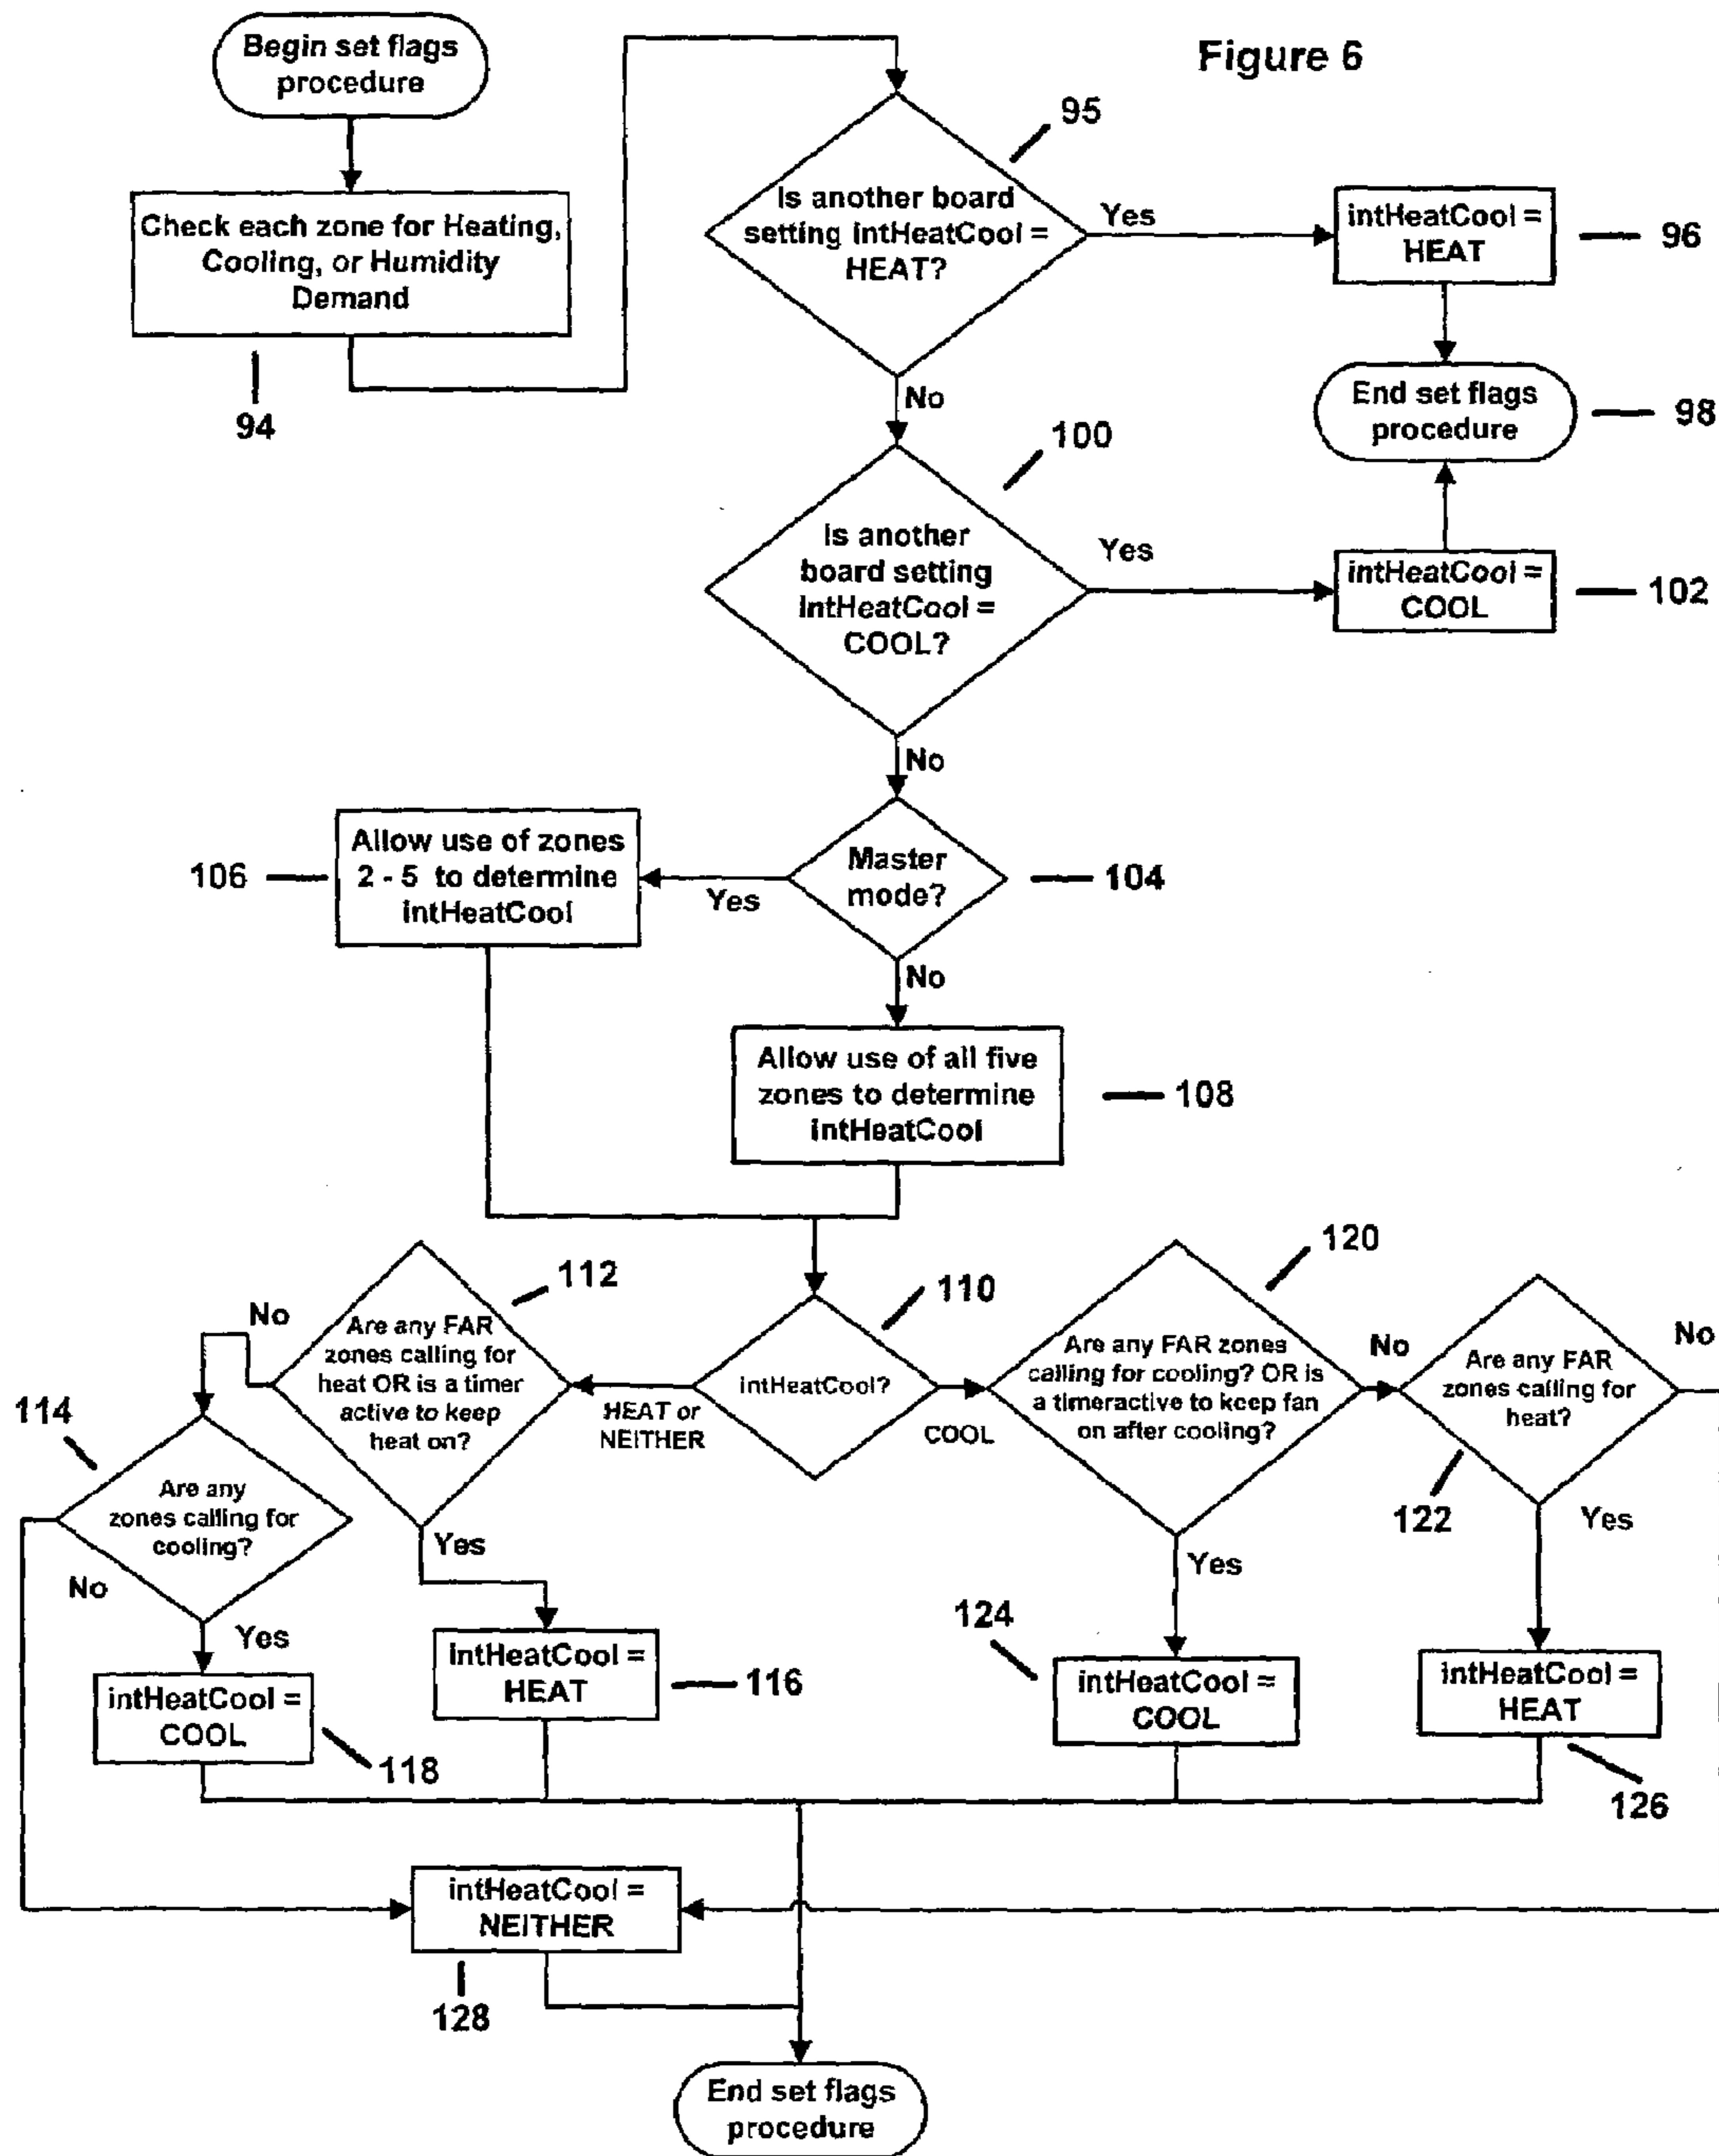 Figure 6
Begin set flags
procedure
Check each zone for Heating,
Cooling, or Humidity
Demand
94
95
Is another board
setting intHeatCool =
HEAT?
Yes
intHeatCool =
HEAT
96
End set flags
procedure
98
No
100
Is another
board setting
intHeatCool =
COOL?
Yes
intHeatCool =
COOL
102
No
Master
mode?
104
Yes
Allow use of zones
2 - 5 to determine
intHeatCool
106
No
Allow use of all five
zones to determine
intHeatCool
108
110
intHeatCool?
HEAT or
NEITHER
COOL
112
Are any FAR
zones calling for
heat OR is a timer
active to keep
heat on?
No
Yes
114
Are any
zones calling for
cooling?
No
Yes
intHeatCool =
HEAT
116
intHeatCool =
COOL
118
120
Are any FAR zones
calling for cooling? OR is
a timeractive to keep fan
on after cooling?
No
Yes
Are any FAR
zones calling for
heat?
122
No
Yes
124
intHeatCool =
COOL
intHeatCool =
HEAT
126
intHeatCool =
NEITHER
128
End set flags
procedure